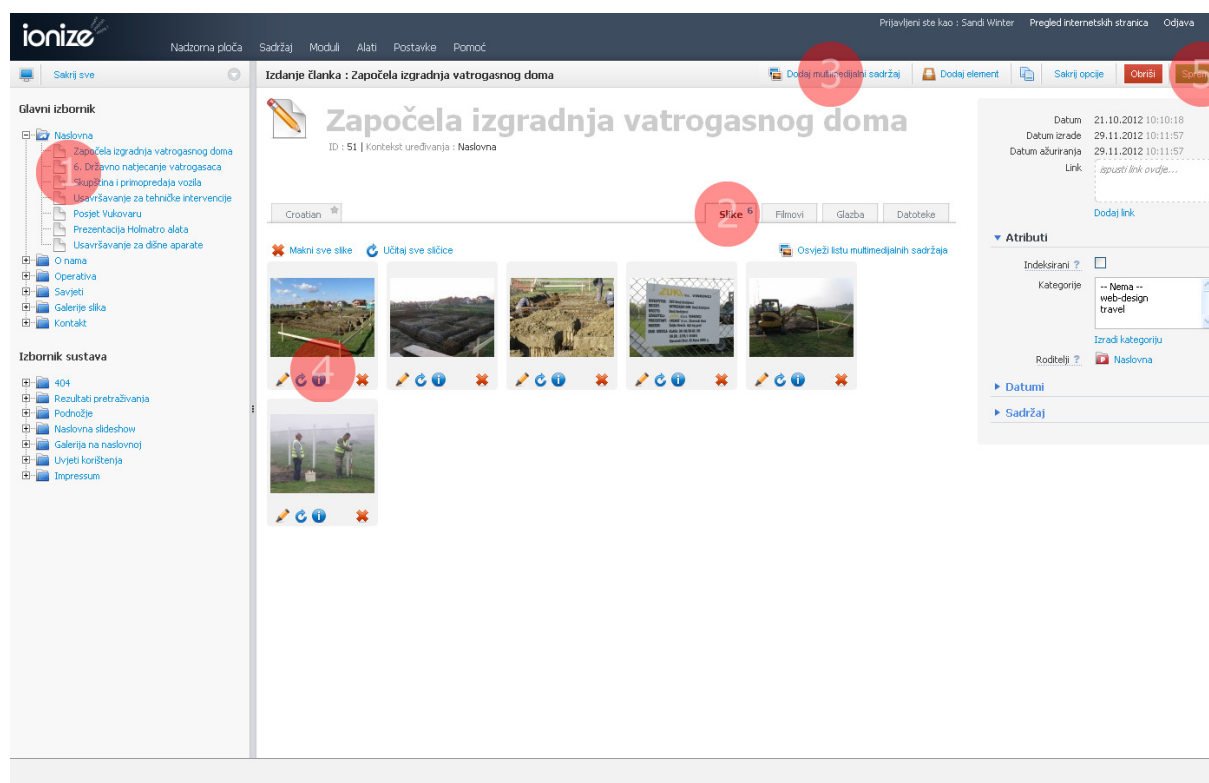 ionize
Prijavljeni ste kao : Sandi Winter Pregled internetskih stranica Odjava
Nadzorna ploča Sadržaj Moduli Alati Postavke Pomoć
Sakrij sve
Izdanje članka : Započela izgradnja vatrogasnog doma
Dodaj multimedijalni sadržaj Dodaj element Sakrij opcije Obriši Sprem
3
5
Glavni izbornik
Naslovna
Započela izgradnja vatrogasnog doma
6. Državno natjecanje vatrogasaca
Skupština i primopredaja vozila
Usavršavanje za tehničke intervencije
Posjet Vukovaru
Prezentacija Holmatro alata
Usavršavanje za dišne aparate
O nama
Operativa
Savjeti
Galerije slika
Kontakt
1
Izbornik sustava
404
Rezultati pretraživanja
Podnožje
Naslovna slideshow
Galerija na naslovnoj
Uvjeti korištenja
Impressum
Započela izgradnja vatrogasnog doma
ID : 51 | Kontekst uređivanja : Naslovna
Croatian
Slike 6 Filmovi Glazba Datoteke
2
Makni sve slike Učitaj sve sličice Osvježi listu multimedijalnih sadržaja
4
Datum 21.10.2012 10:10:18
Datum izrade 29.11.2012 10:11:57
Datum ažuriranja 29.11.2012 10:11:57
Link ispusti link ovdje...
Dodaj link
Atributi
Indeksirani ?
Kategorije -- Nema --
web-design
travel
Izradi kategoriju
Roditelji ? Naslovna
Datumi
Sadržaj